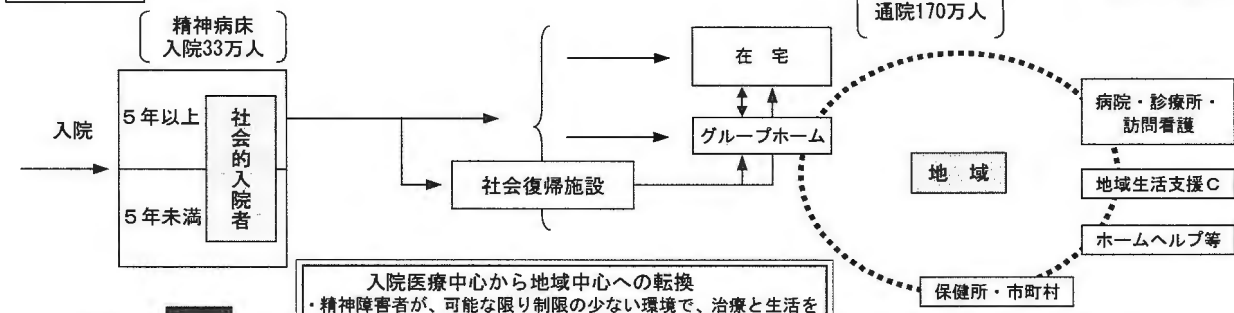 精神病床
入院33万人
通院170万人
入院
5年以上
5年未満
社会的入院者
社会復帰施設
在 宅
グループホーム
地 域
病院・診療所・
訪問看護
地域生活支援C
ホームヘルプ等
保健所・市町村
入院医療中心から地域中心への転換
・精神障害者が、可能な限り制限の少ない環境で、治療と生活を